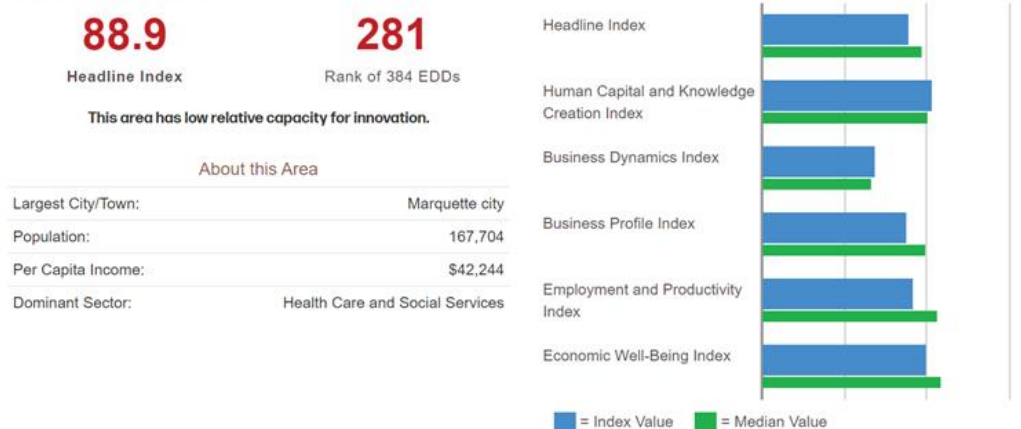 88.9
Headline Index
281
Rank of 384 EDDs
This area has low relative capacity for innovation.
About this Area
Largest City/Town: Marquette city
Population: 167,704
Per Capita Income: $42,244
Dominant Sector: Health Care and Social Services
Headline Index
Human Capital and Knowledge
Creation Index
Business Dynamics Index
Business Profile Index
Employment and Productivity
Index
Economic Well-Being Index
= Index Value = Median Value